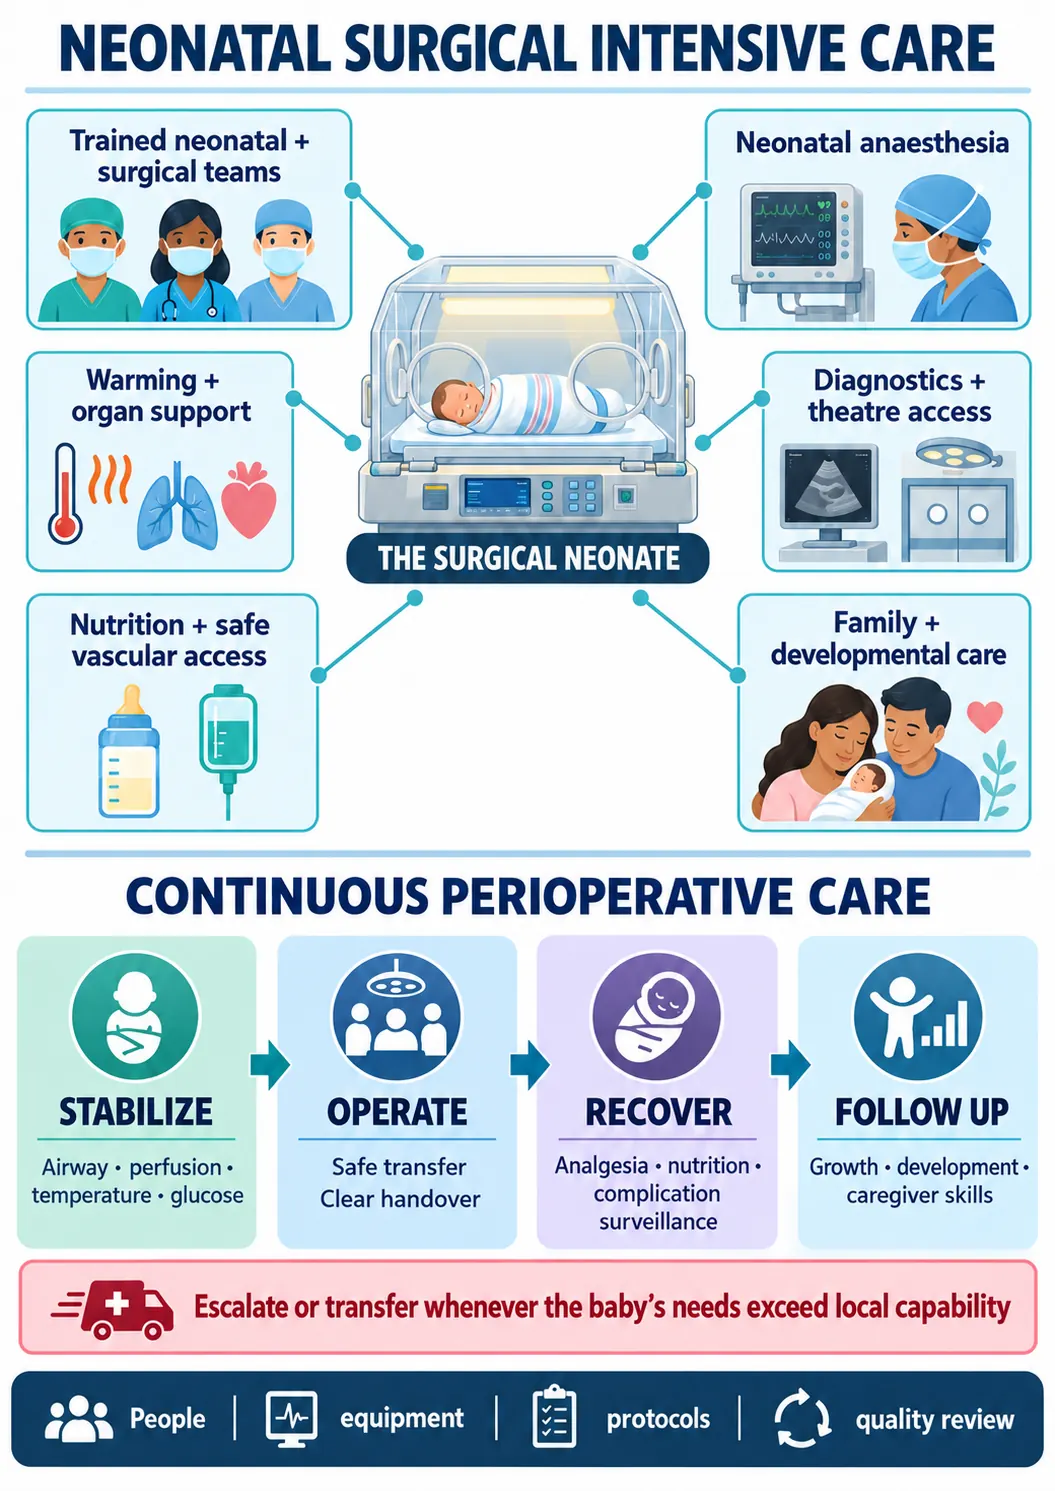 NEONATAL SURGICAL INTENSIVE CARE
Trained neonatal +
surgical teams
Neonatal anaesthesia
Warming +
organ support
Diagnostics +
theatre access
THE SURGICAL NEONATE
Nutrition + safe
vascular access
Family +
developmental care
CONTINUOUS PERIOPERATIVE CARE
STABILIZE
Airway • perfusion •
temperature • glucose
OPERATE
Safe transfer
Clear handover
RECOVER
Analgesia • nutrition •
complication
surveillance
FOLLOW UP
Growth • development •
caregiver skills
Escalate or transfer whenever the baby's needs exceed local capability
People | equipment | protocols | quality review